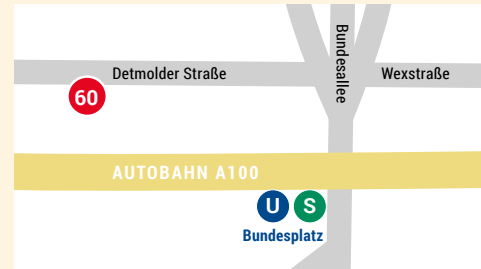 Bundesallee
Detmolder Straße
Wexstraße
60
AUTOBAHN A100
U S
Bundesplatz